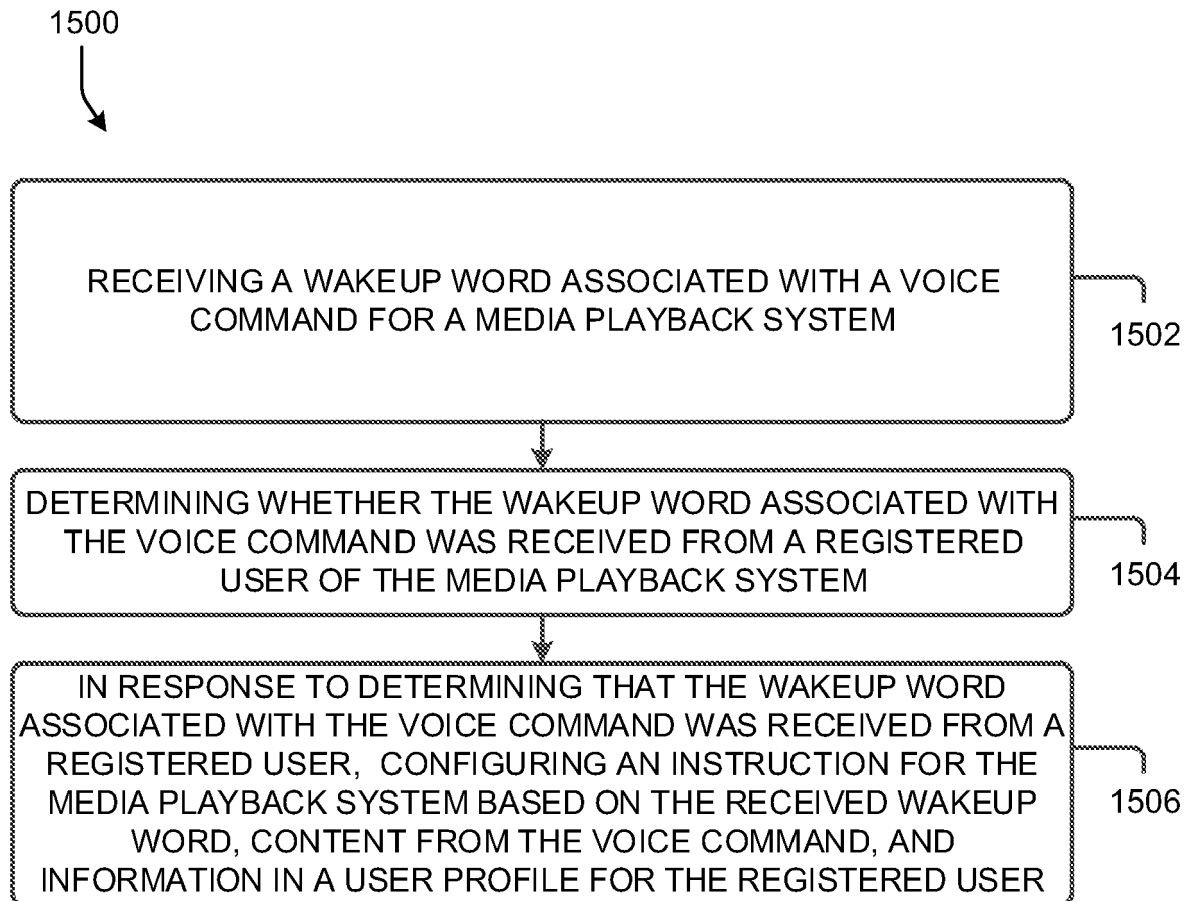 1500
RECEIVING A WAKEUP WORD ASSOCIATED WITH A VOICE
COMMAND FOR A MEDIA PLAYBACK SYSTEM
1502
DETERMINING WHETHER THE WAKEUP WORD ASSOCIATED WITH
THE VOICE COMMAND WAS RECEIVED FROM A REGISTERED
USER OF THE MEDIA PLAYBACK SYSTEM
1504
IN RESPONSE TO DETERMINING THAT THE WAKEUP WORD
ASSOCIATED WITH THE VOICE COMMAND WAS RECEIVED FROM A
REGISTERED USER, CONFIGURING AN INSTRUCTION FOR THE
MEDIA PLAYBACK SYSTEM BASED ON THE RECEIVED WAKEUP
WORD, CONTENT FROM THE VOICE COMMAND, AND
INFORMATION IN A USER PROFILE FOR THE REGISTERED USER
1506